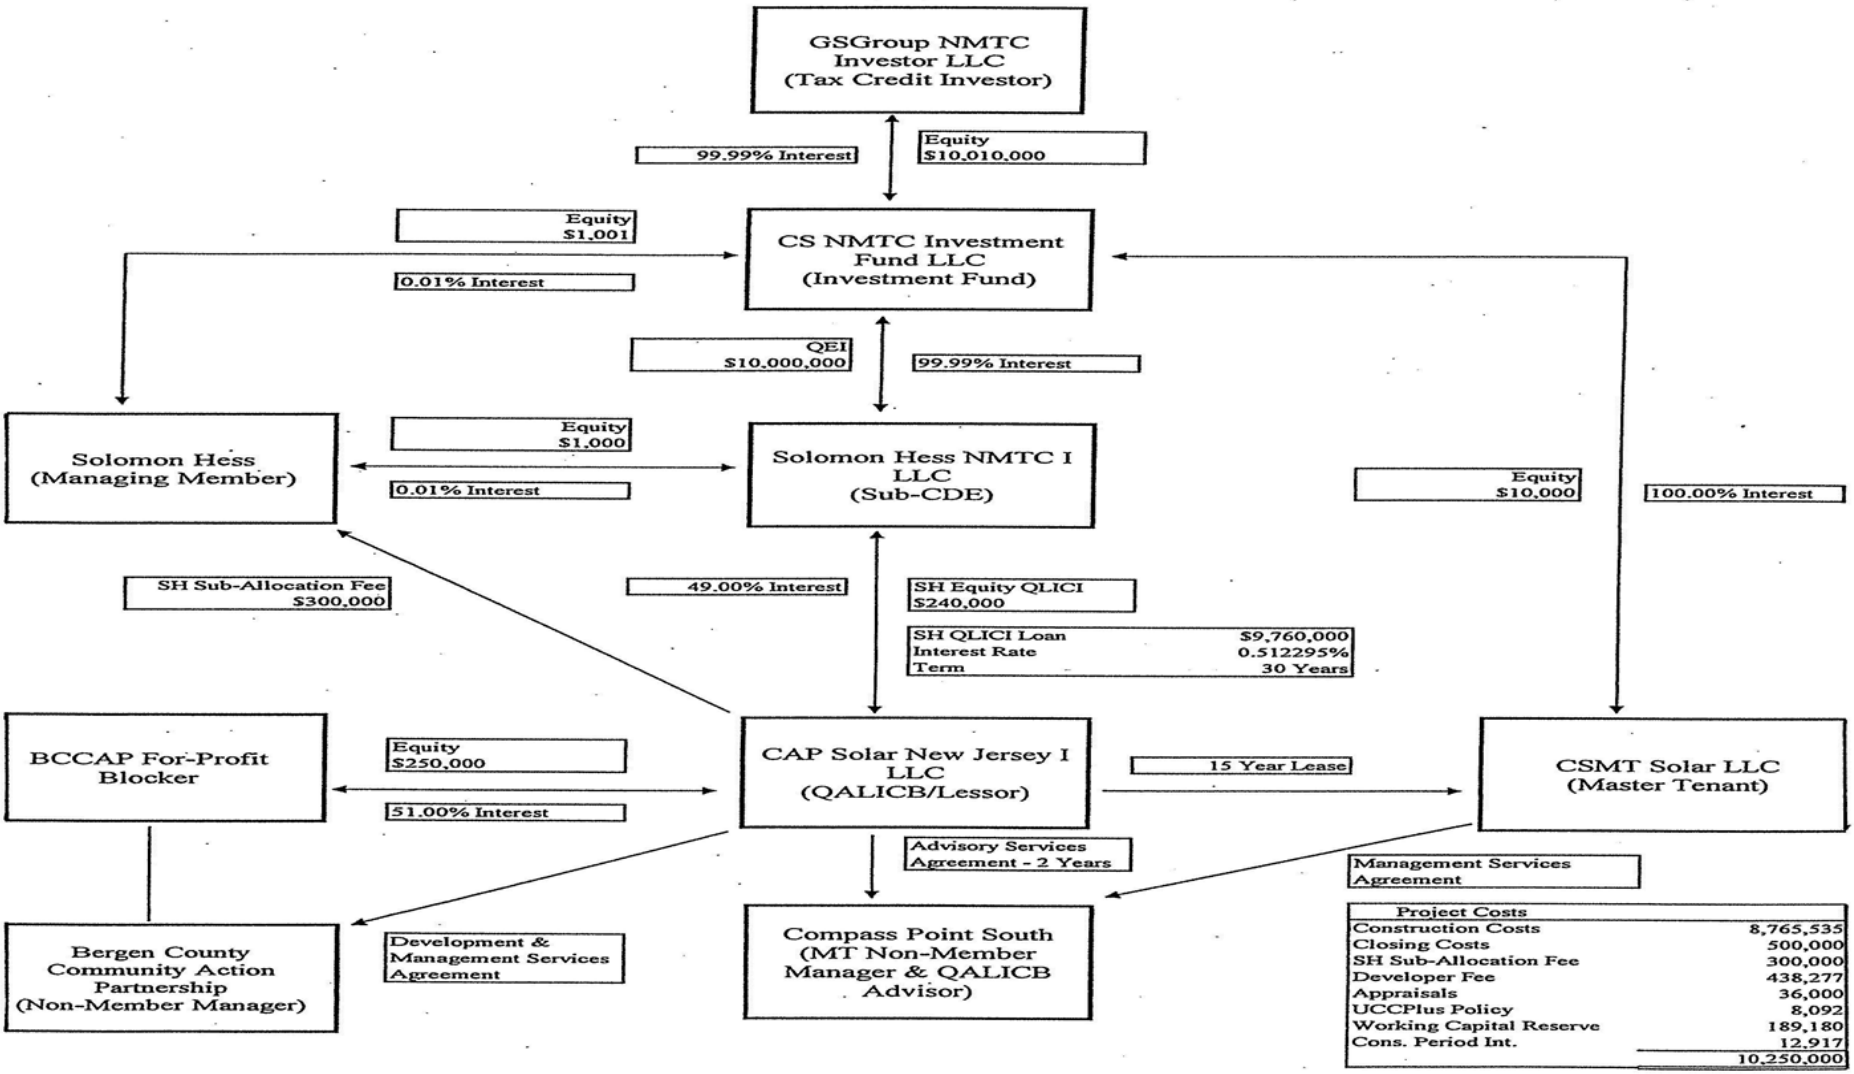 GSGroup NMTC
Investor LLC
(Tax Credit Investor)
99.99% Interest
Equity
$10,010,000
Equity
$1,001
CS NMTC Investment
Fund LLC
(Investment Fund)
0.01% Interest
QEI
$10,000,000
99.99% Interest
Solomon Hess
(Managing Member)
Equity
$1,000
0.01% Interest
Solomon Hess NMTC I
LLC
(Sub-CDE)
Equity
$10,000
100.00% Interest
SH Sub-Allocation Fee
$300,000
49.00% Interest
SH Equity QLICI
$240,000
SH QLICI Loan $9,760,000
Interest Rate 0.512295%
Term 30 Years
BCCAP For-Profit
Blocker
Equity
$250,000
51.00% Interest
CAP Solar New Jersey I
LLC
(QALICB/Lessor)
15 Year Lease
CSMT Solar LLC
(Master Tenant)
Advisory Services
Agreement - 2 Years
Management Services
Agreement
Bergen County
Community Action
Partnership
(Non-Member Manager)
Development &
Management Services
Agreement
Compass Point South
(MT Non-Member
Manager & QALICB
Advisor)
Project Costs
Construction Costs 8,765,535
Closing Costs 500,000
SH Sub-Allocation Fee 300,000
Developer Fee 438,277
Appraisals 36,000
UCCPlus Policy 8,092
Working Capital Reserve 189,180
Cons. Period Int. 12,917
10,250,000